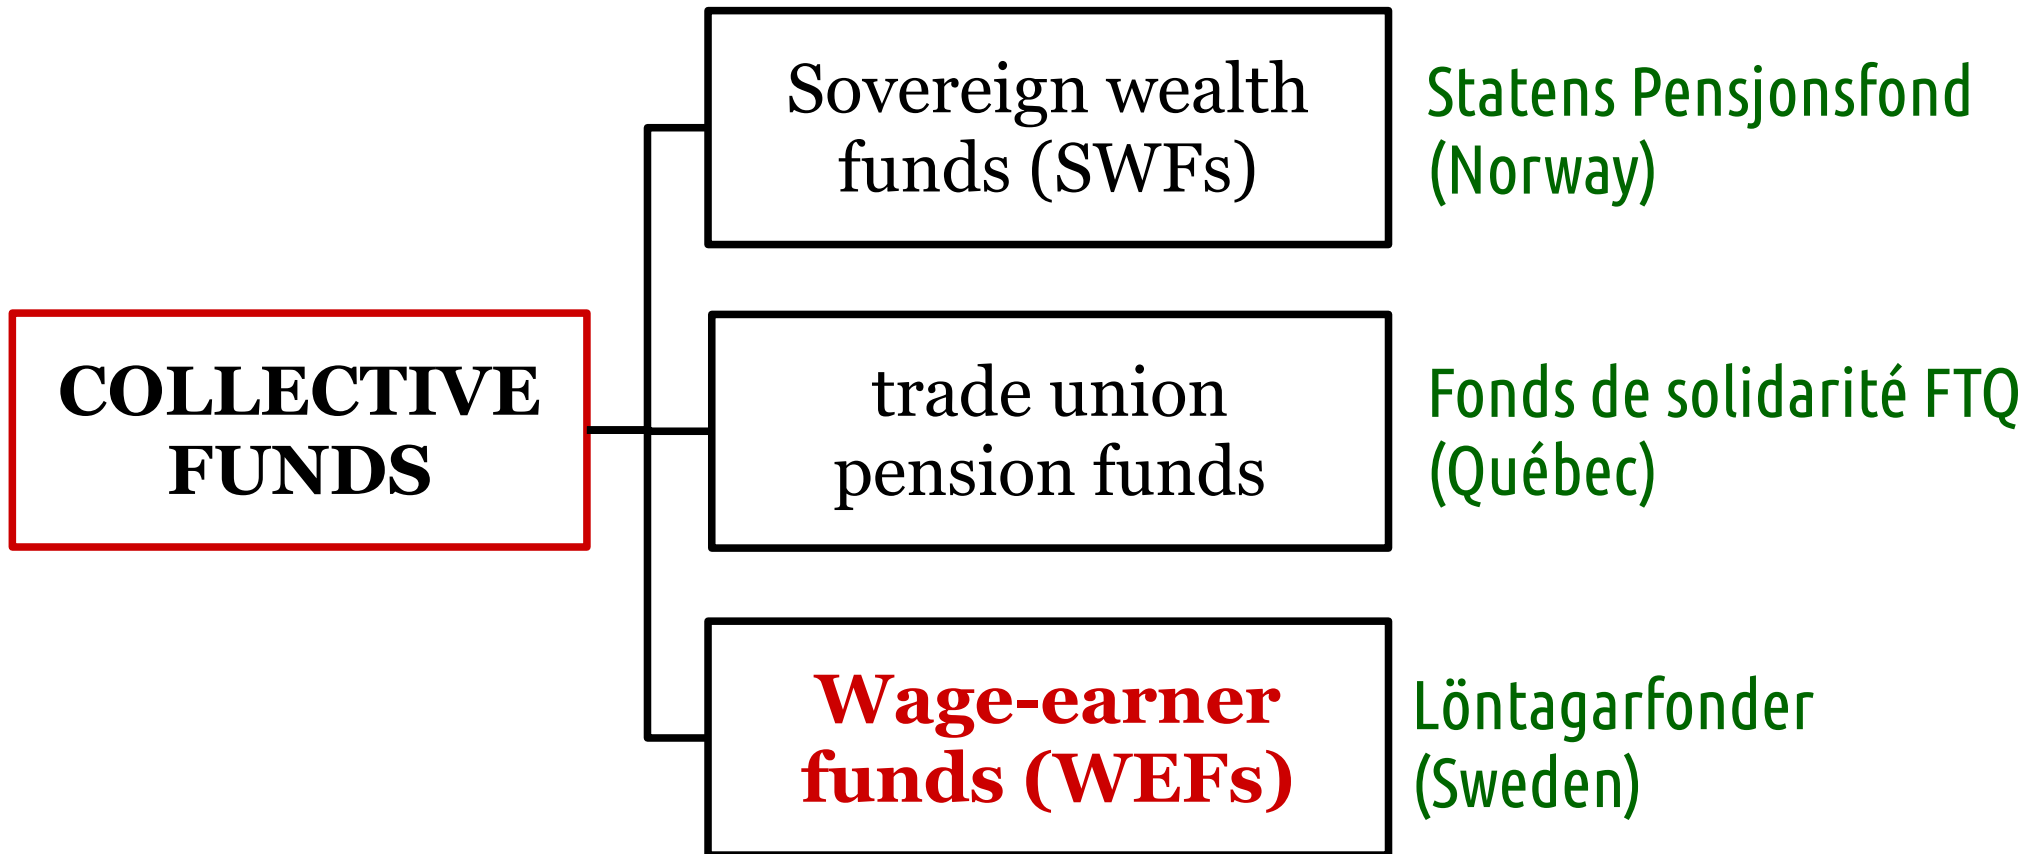 COLLECTIVE
FUNDS
Sovereign wealth
funds (SWFs)
Statens Pensjonsfond
(Norway)
trade union
pension funds
Fonds de solidarité FTQ
(Québec)
Wage-earner
funds (WEFs)
Löntagarfonder
(Sweden)